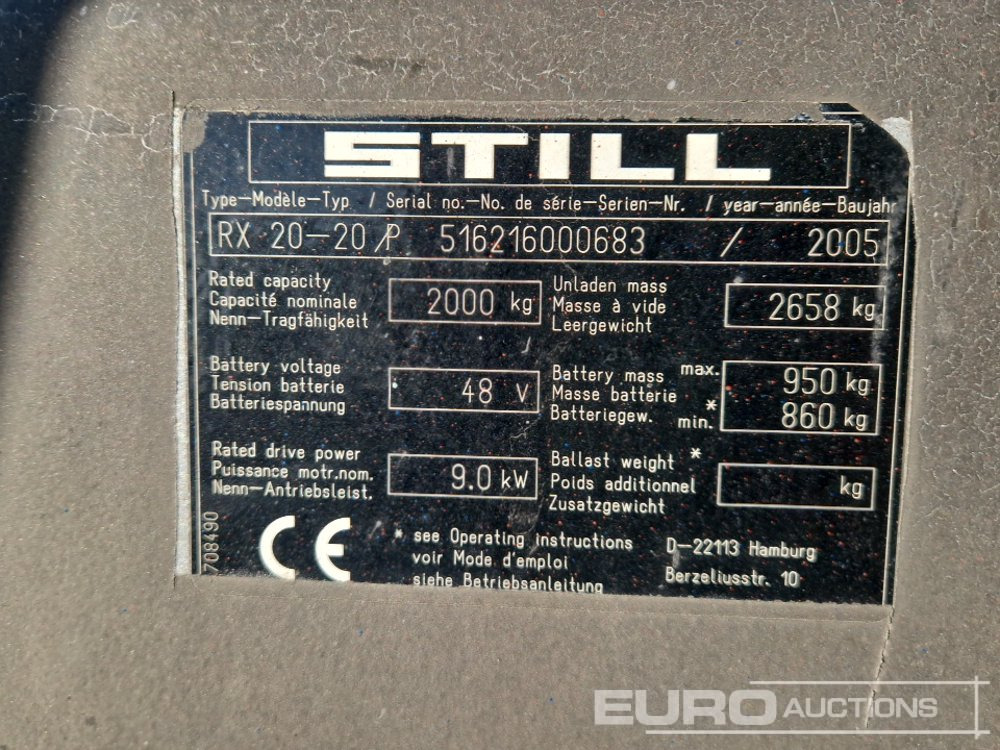 STILL
Type-Modèle-Typ / Serial no.-No. de série-Serien-Nr. / year-année-Baujahr
RX 20-20/P 516216000683 / 2005
Rated capacity
Capacité nominale
Nenn-Tragfähigkeit
2000 kg
Unladen mass
Masse à vide
Leergewicht
2658 kg
Battery voltage
Tension batterie
Batteriespannung
48 V
Battery mass max.
Masse batterie
Batteriegew. * min.
950 kg
860 kg
Rated drive power
Puissance motr.nom.
Nenn-Antriebsleist.
9.0 kW
Ballast weight *
Poids additionnel
Zusatzgewicht
kg
708490
CE
* see Operating instructions
voir Mode d'emploi
siehe Betriebsanleitung
D-22113 Hamburg
Berzeliusstr. 10
EURO AUCTIONS